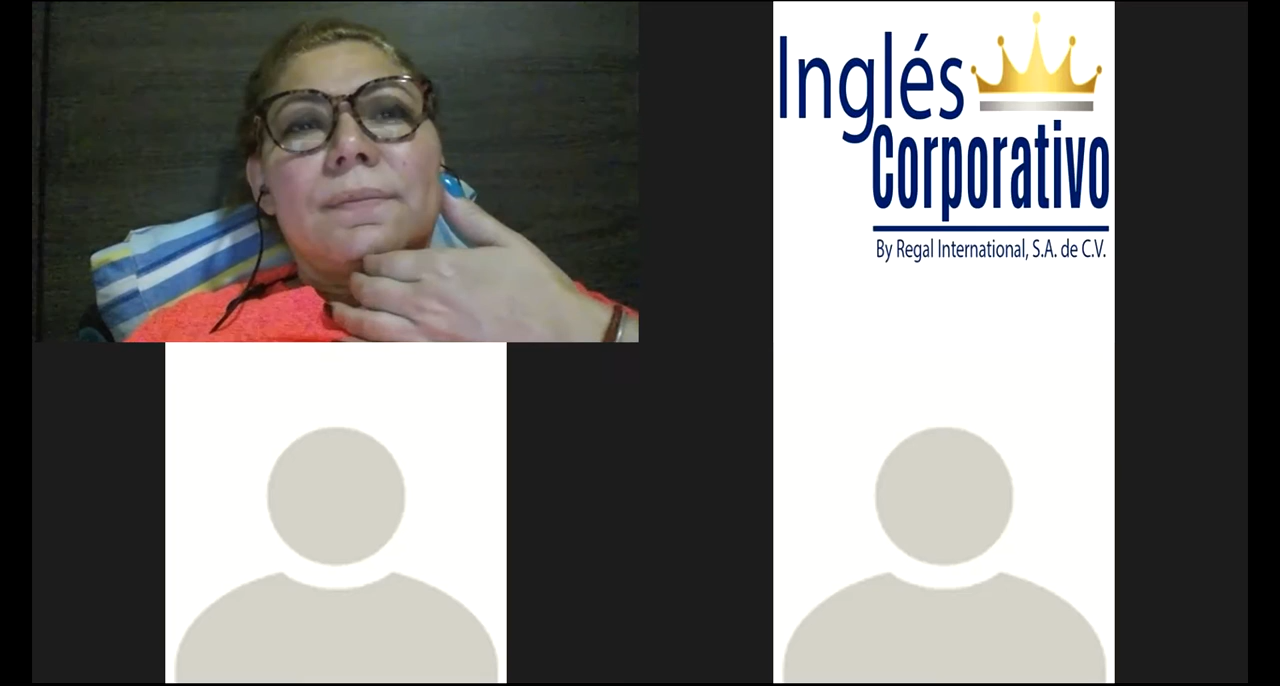 Inglés
Corporativo
By Regal International, S.A. de C.V.